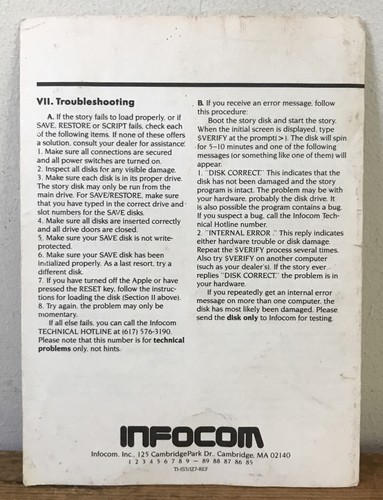 VII. Troubleshooting
A. If the story fails to load properly, or if
SAVE, RESTORE or SCRIPT fails, check each
of the following items. If none of these offers
a solution, consult your dealer for assistance.
1. Make sure all connections are secured
and all power switches are turned on.
2. Inspect all disks for any visible damage.
3. Make sure each disk is in its proper drive.
The story disk may only be run from the
main drive. For SAVE/RESTORE, make sure
that you have typed in the correct drive and
slot numbers for the SAVE disks.
4. Make sure all disks are inserted correctly
and all drive doors are closed.
5. Make sure your SAVE disk is not write-
protected.
6. Make sure your SAVE disk has been
initialized properly. As a last resort, try a
different disk.
7. If you have turned off the Apple or have
pressed the RESET key, follow the instruc-
tions for loading the disk (Section II above).
8. Try again, the problem may only be
momentary.
If all else fails, you can call the Infocom
TECHNICAL HOTLINE at (617) 576-3190.
Please note that this number is for technical
problems only, not hints.
B. If you receive an error message, follow
this procedure:
Boot the story disk and start the story.
When the initial screen is displayed, type
$VERIFY at the prompt(>). The disk will spin
for 5-10 minutes and one of the following
messages (or something like one of them) will
appear.
1. "DISK CORRECT." This indicates that the
disk has not been damaged and the story
program is intact. The problem may be with
your hardware, probably the disk drive. It
is also possible the program contains a bug.
If you suspect a bug, call the Infocom Tech-
nical Hotline number.
2. "INTERNAL ERROR ." This reply indicates
either hardware trouble or disk damage.
Repeat the $VERIFY process several times.
Also try $VERIFY on another computer
(such as your dealer's). If the story ever
replies "DISK CORRECT," the problem is in
your hardware.
If you repeatedly get an internal error
message on more than one computer, the
disk has most likely been damaged. Please
send the disk only to Infocom for testing.
INFOCOM
Infocom, Inc., 125 CambridgePark Dr., Cambridge, MA 02140
1 2 3 4 5 6 7 8 9 - 89 88 87 86 85